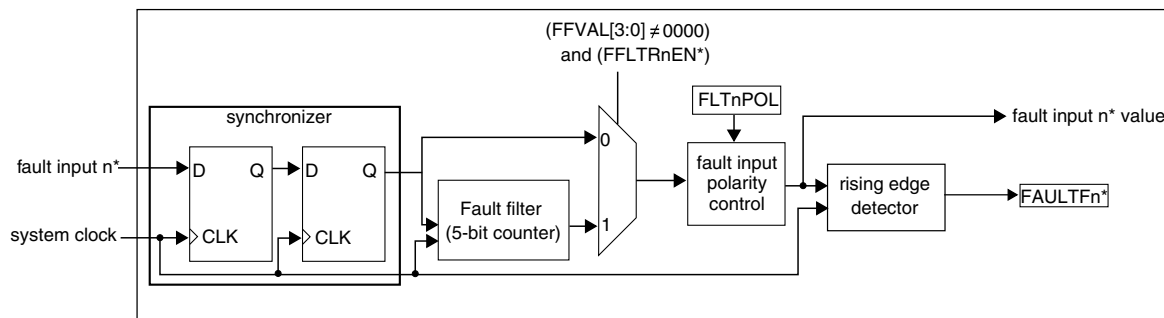 (FFVAL[3:0] ≠ 0000)
and (FFLTRnEN*)
FLTnPOL
synchronizer
fault input n* value
0
fault input n*
D Q
D Q
fault input
polarity
control
rising edge
detector
FAULTFn*
Fault filter
(5-bit counter)
1
system clock
CLK
CLK